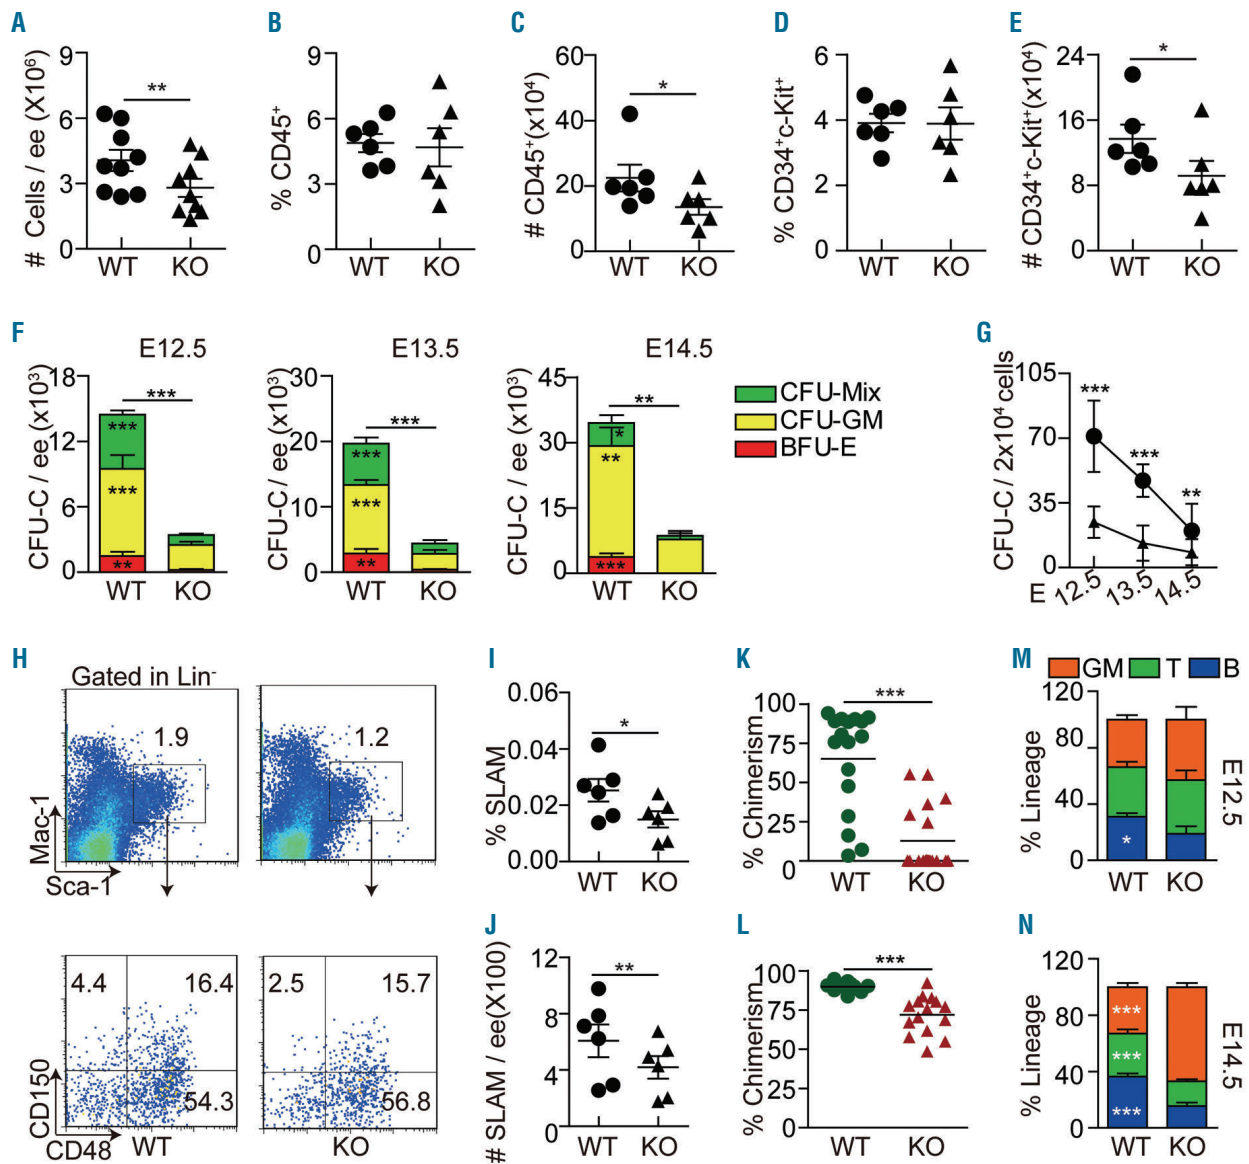 A
# Cells / ee (X10⁶)
9
6
3
0
**
WT KO
B
% CD45⁺
9
6
3
0
WT KO
C
# CD45⁺(x10⁴)
60
40
20
0
*
WT KO
D
% CD34⁺c-Kit⁺
6
4
2
0
WT KO
E
# CD34⁺c-Kit⁺(x10⁴)
24
16
8
0
*
WT KO
F
E12.5
CFU-C / ee (x10³)
18
12
6
0
***
***
***
**
WT KO
E13.5
CFU-C / ee (x10³)
30
20
10
0
***
***
***
**
WT KO
E14.5
CFU-C / ee (x10³)
45
30
15
0
**
*
**
***
WT KO
CFU-Mix
CFU-GM
BFU-E
G
CFU-C / 2x10⁴ cells
105
70
35
0
***
***
**
E 12.5 13.5 14.5
H
Gated in Lin⁻
1.9
1.2
Mac-1
Sca-1
4.4 16.4
54.3
2.5 15.7
56.8
CD150
CD48
WT KO
I
% SLAM
0.06
0.04
0.02
0.00
*
WT KO
J
# SLAM / ee(X100)
12
8
4
0
**
WT KO
K
% Chimerism
100
75
50
25
0
***
WT KO
L
% Chimerism
100
75
50
25
0
***
WT KO
M
GM T B
% Lineage
120
80
40
0
*
WT KO
E12.5
N
% Lineage
120
80
40
0
***
***
***
WT KO
E14.5